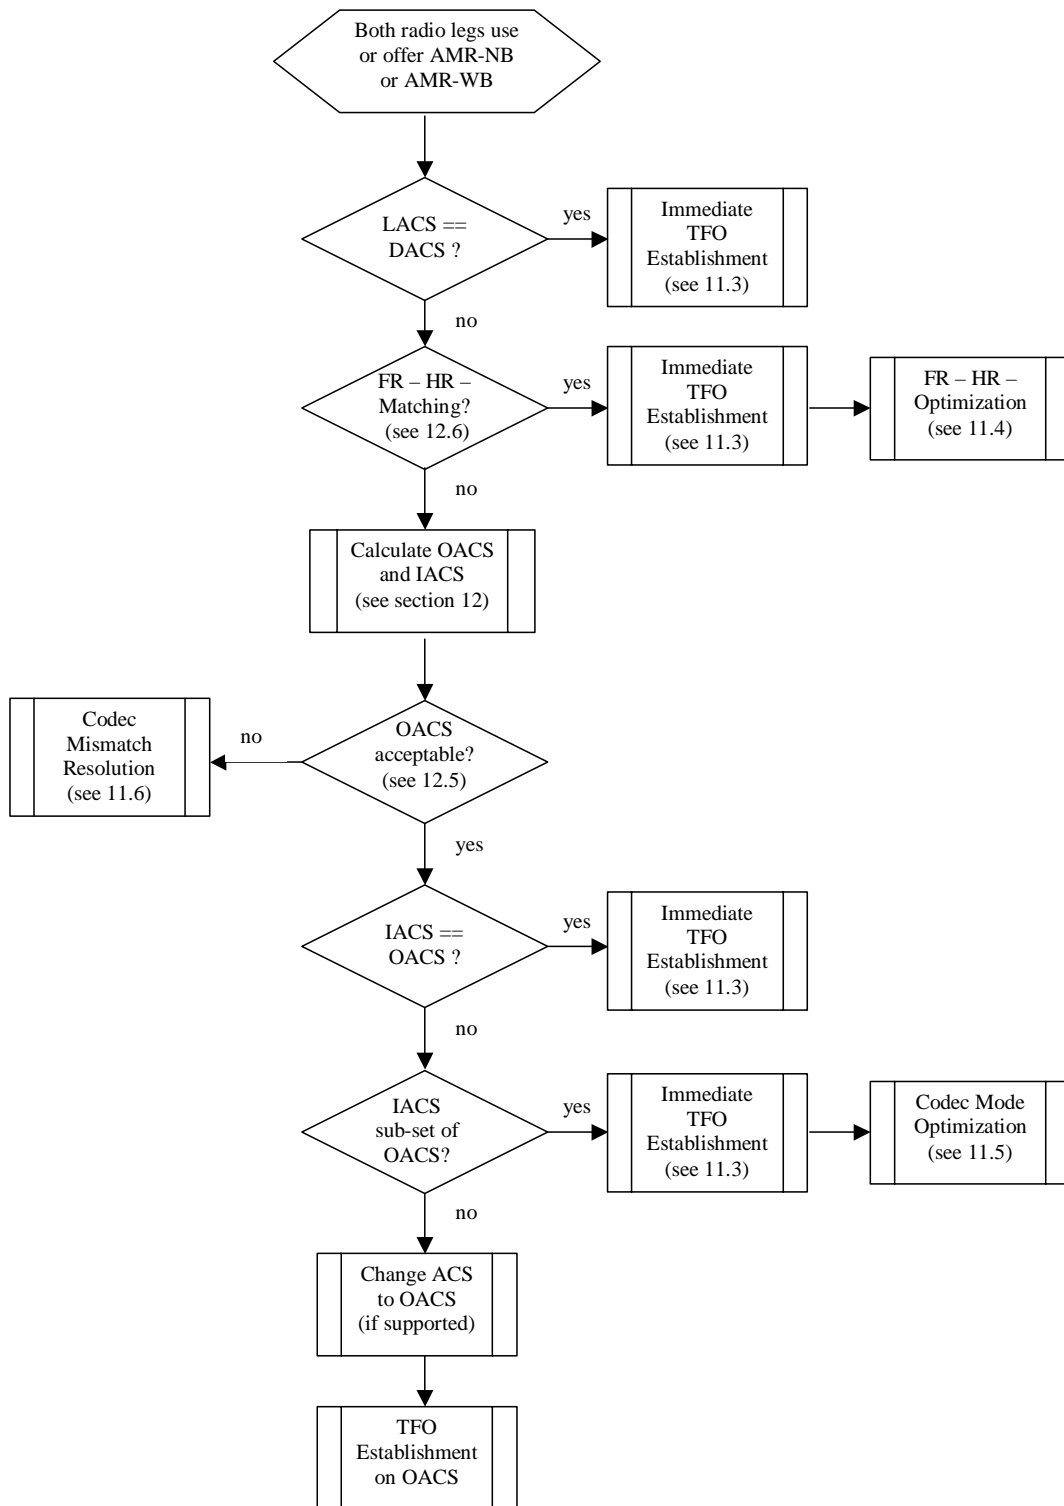 Both radio legs use
or offer AMR-NB
or AMR-WB
LACS ==
DACS ?
yes
Immediate
TFO
Establishment
(see 11.3)
no
FR – HR –
Matching?
(see 12.6)
yes
Immediate
TFO
Establishment
(see 11.3)
FR – HR –
Optimization
(see 11.4)
no
Calculate OACS
and IACS
(see section 12)
OACS
acceptable?
(see 12.5)
no
Codec
Mismatch
Resolution
(see 11.6)
yes
IACS ==
OACS ?
yes
Immediate
TFO
Establishment
(see 11.3)
no
IACS
sub-set of
OACS?
yes
Immediate
TFO
Establishment
(see 11.3)
Codec Mode
Optimization
(see 11.5)
no
Change ACS
to OACS
(if supported)
TFO
Establishment
on OACS